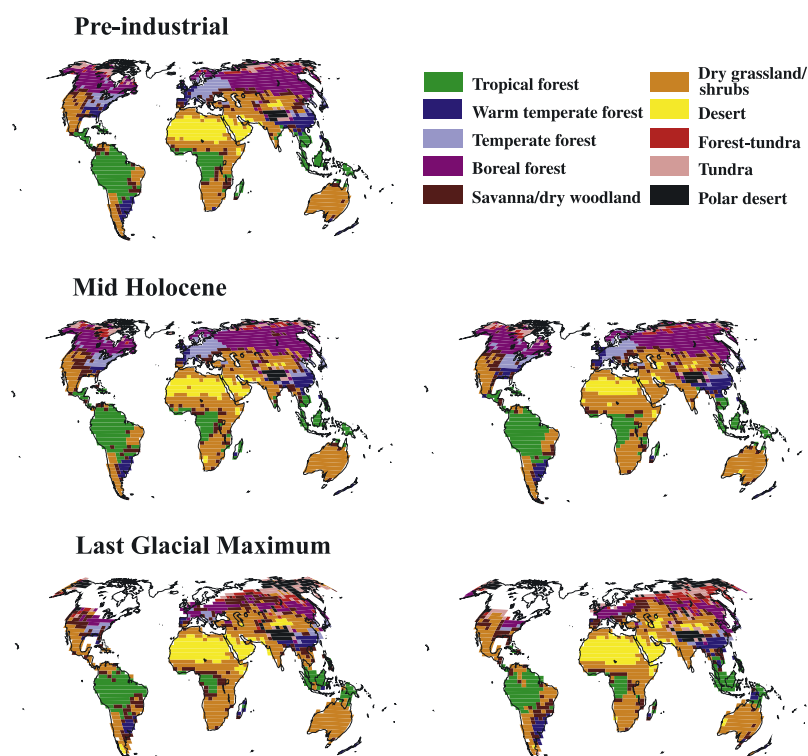 Pre-industrial
Tropical forest
Warm temperate forest
Temperate forest
Boreal forest
Savanna/dry woodland
Dry grassland/
shrubs
Desert
Forest-tundra
Tundra
Polar desert
Mid Holocene
Last Glacial Maximum